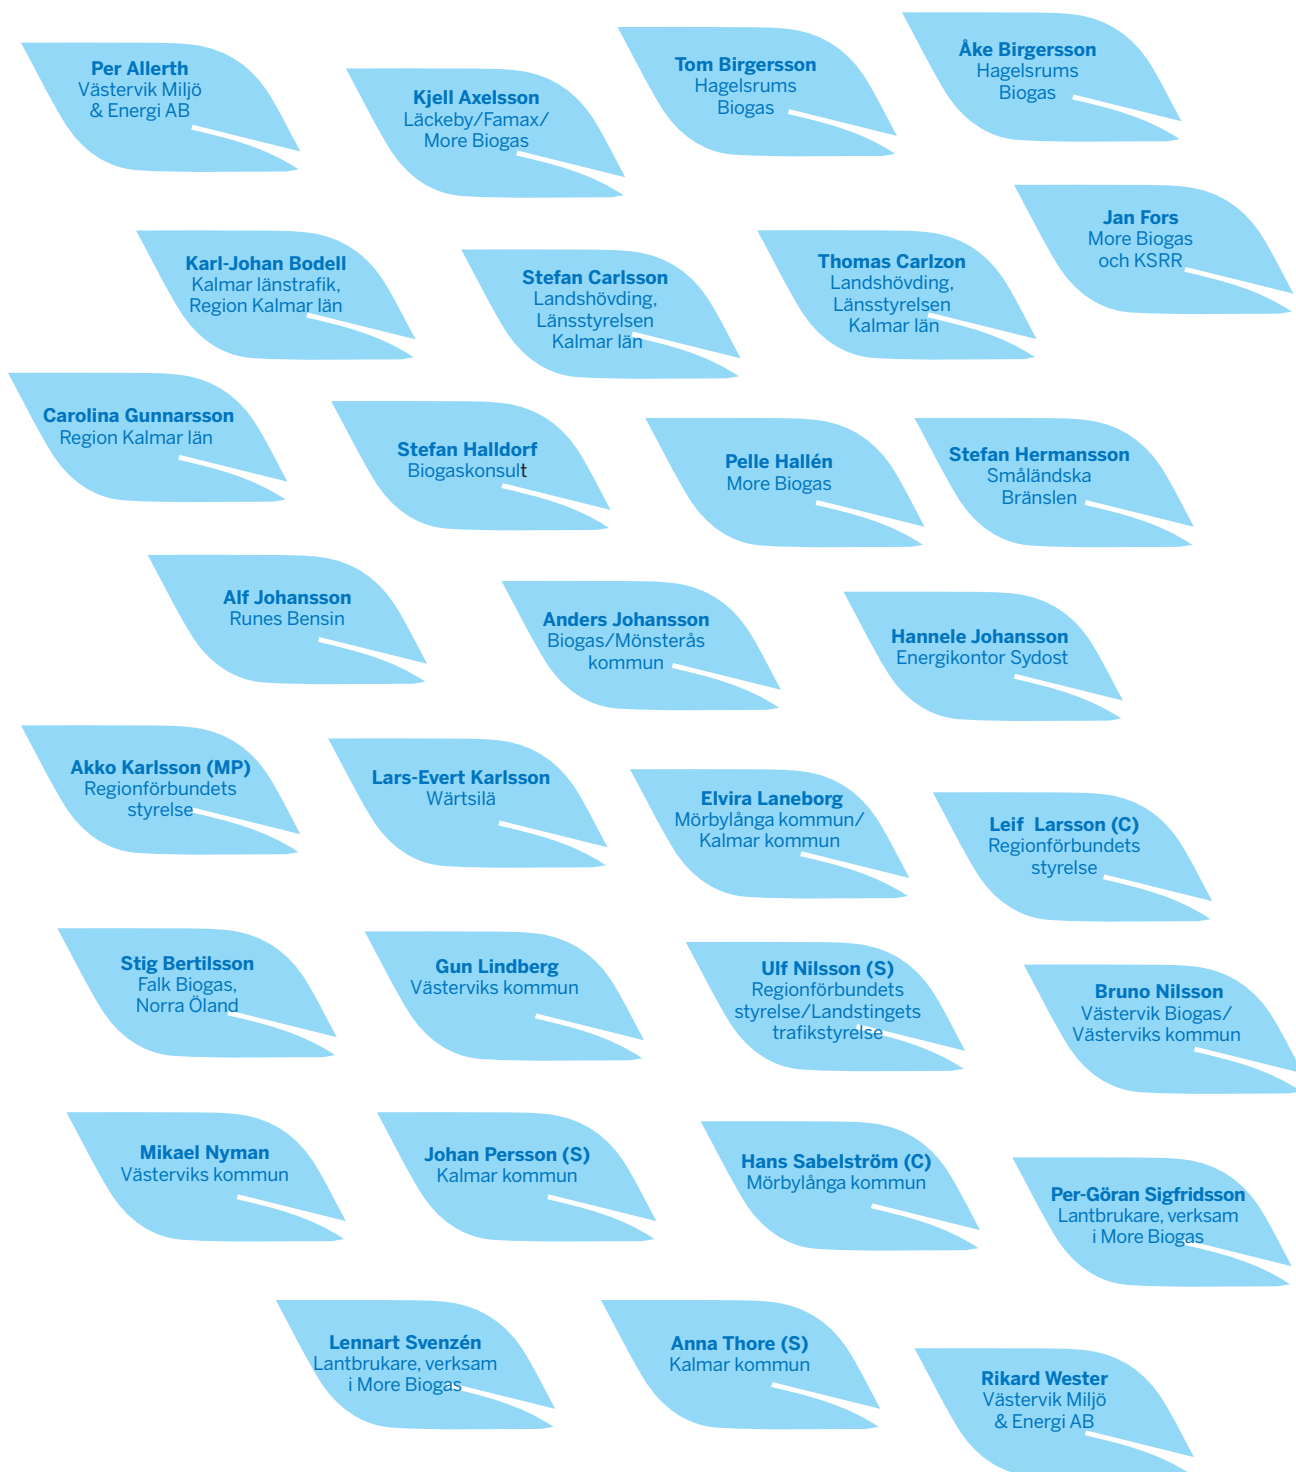 Per Allerth
Västervik Miljö
& Energi AB
Kjell Axelsson
Läckeby/Famax/
More Biogas
Tom Birgersson
Hagelsrums
Biogas
Åke Birgersson
Hagelsrums
Biogas
Karl-Johan Bodell
Kalmar länstrafik,
Region Kalmar län
Stefan Carlsson
Landshövding,
Länsstyrelsen
Kalmar län
Thomas Carlzon
Landshövding,
Länsstyrelsen
Kalmar län
Jan Fors
More Biogas
och KSRR
Carolina Gunnarsson
Region Kalmar län
Stefan Halldorf
Biogaskonsult
Pelle Hallén
More Biogas
Stefan Hermansson
Småländska
Bränslen
Alf Johansson
Runes Bensin
Anders Johansson
Biogas/Mönsterås
kommun
Hannele Johansson
Energikontor Sydost
Akko Karlsson (MP)
Regionförbundets
styrelse
Lars-Evert Karlsson
Wärtsilä
Elvira Laneborg
Mörbylånga kommun/
Kalmar kommun
Leif Larsson (C)
Regionförbundets
styrelse
Stig Bertilsson
Falk Biogas,
Norra Öland
Gun Lindberg
Västerviks kommun
Ulf Nilsson (S)
Regionförbundets
styrelse/Landstingets
trafikstyrelse
Bruno Nilsson
Västervik Biogas/
Västerviks kommun
Mikael Nyman
Västerviks kommun
Johan Persson (S)
Kalmar kommun
Hans Sabelström (C)
Mörbylånga kommun
Per-Göran Sigfridsson
Lantbrukare, verksam
i More Biogas
Lennart Svenzén
Lantbrukare, verksam
i More Biogas
Anna Thore (S)
Kalmar kommun
Rikard Wester
Västervik Miljö
& Energi AB